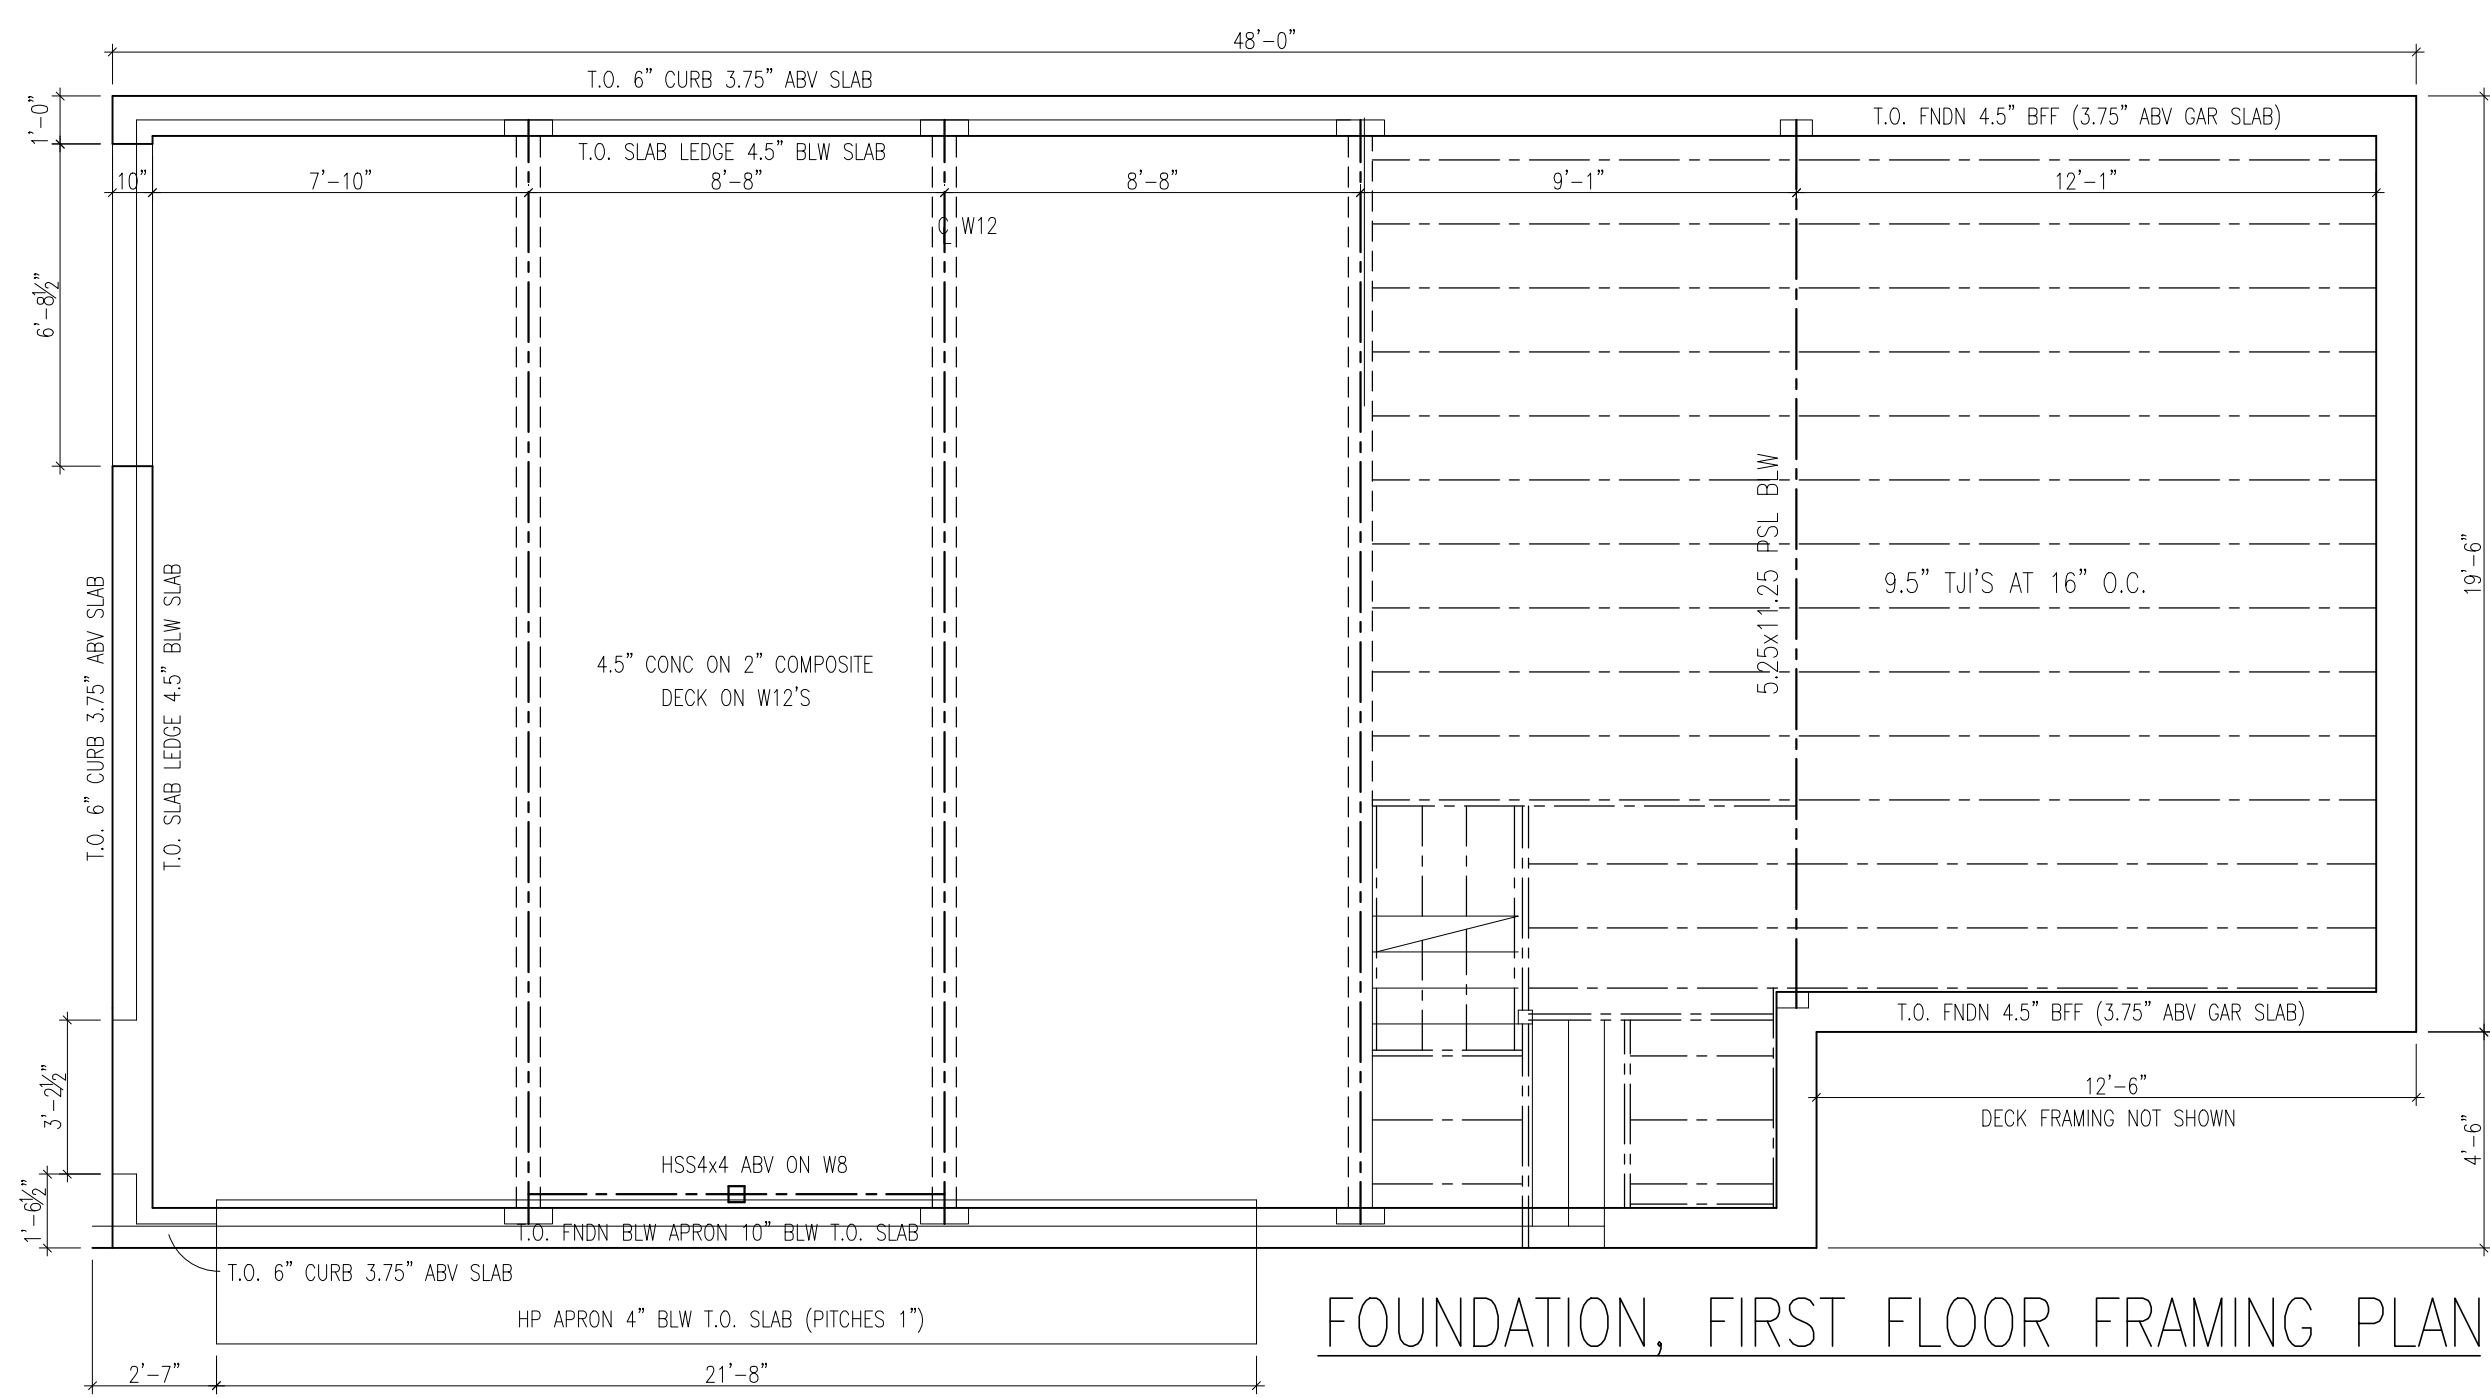 48'-0"
T.O. 6" CURB 3.75" ABV SLAB
1'-0"
T.O. FNDN 4.5" BFF (3.75" ABV GAR SLAB)
T.O. SLAB LEDGE 4.5" BLW SLAB
10"
7'-10"
8'-8"
8'-8"
9'-1"
12'-1"
CL W12
6'-8½"
5.25x11.25 PSL BLW
19'-6"
9.5" TJI'S AT 16" O.C.
T.O. 6" CURB 3.75" ABV SLAB
T.O. SLAB LEDGE 4.5" BLW SLAB
4.5" CONC ON 2" COMPOSITE
DECK ON W12'S
T.O. FNDN 4.5" BFF (3.75" ABV GAR SLAB)
3'-2½"
12'-6"
DECK FRAMING NOT SHOWN
4'-6"
HSS4x4 ABV ON W8
1'-6½"
T.O. FNDN BLW APRON 10" BLW T.O. SLAB
T.O. 6" CURB 3.75" ABV SLAB
HP APRON 4" BLW T.O. SLAB (PITCHES 1")
FOUNDATION, FIRST FLOOR FRAMING PLAN
2'-7"
21'-8"